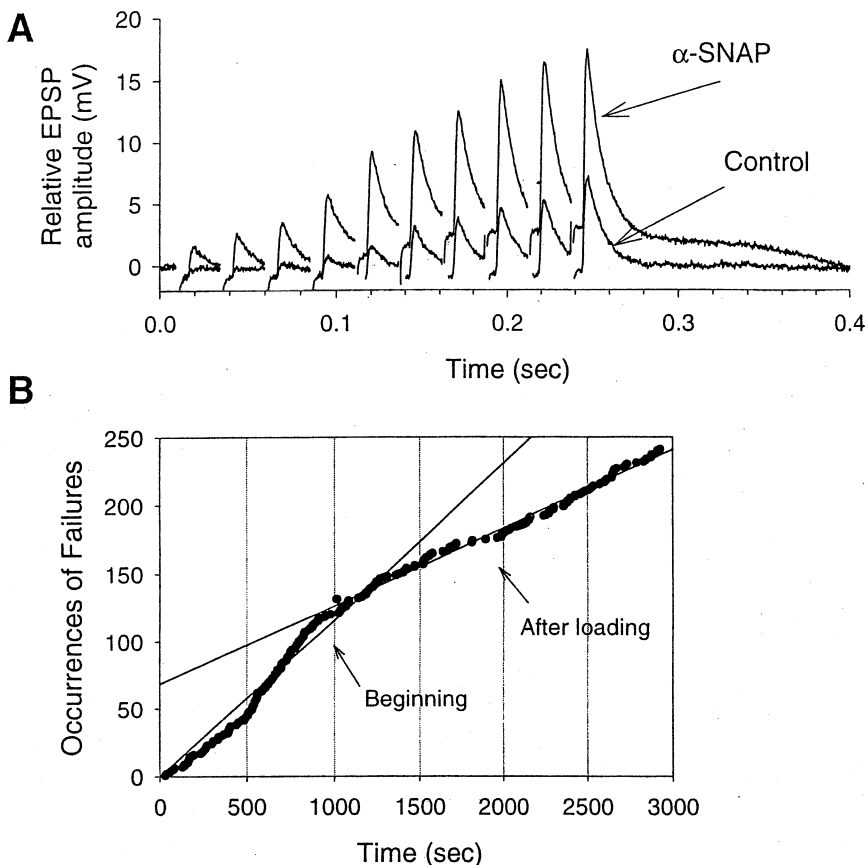 A
Relative EPSP
amplitude (mV)
20
15
10
5
0
α-SNAP
Control
0.0 0.1 0.2 0.3 0.4
Time (sec)
B
Occurrences of Failures
250
200
150
100
50
0
After loading
Beginning
0 500 1000 1500 2000 2500 3000
Time (sec)